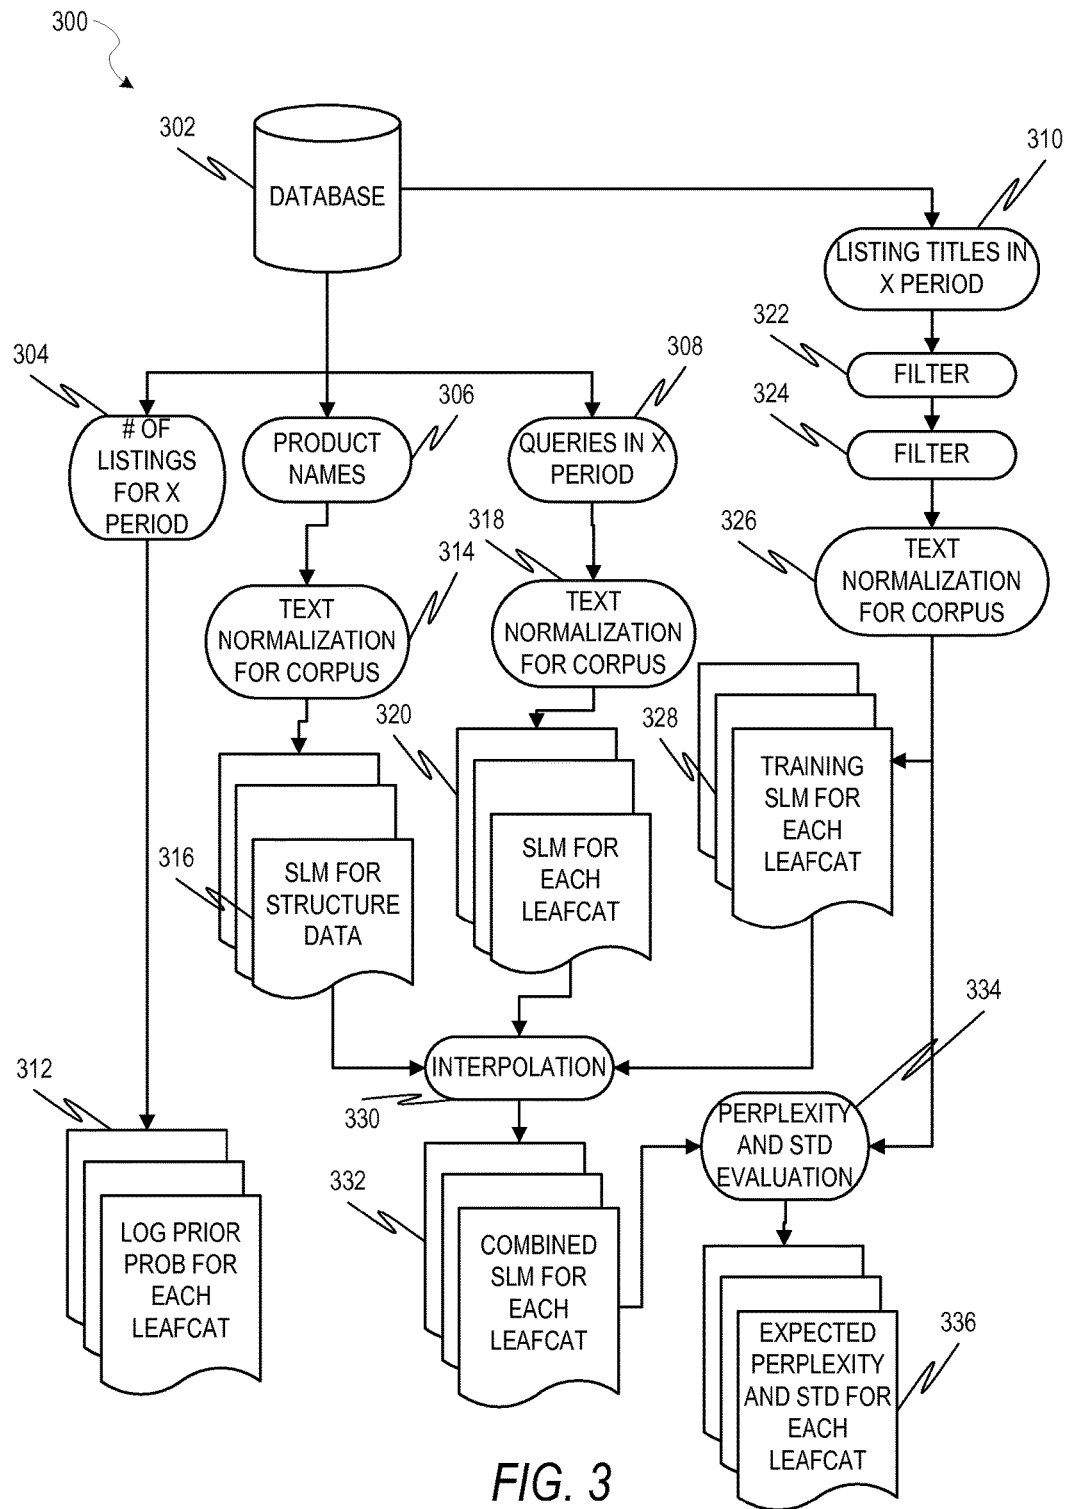 300
302
DATABASE
310
LISTING TITLES IN
X PERIOD
322
FILTER
324
FILTER
304
# OF
LISTINGS
FOR X
PERIOD
306
PRODUCT
NAMES
308
QUERIES IN X
PERIOD
326
TEXT
NORMALIZATION
FOR CORPUS
314
TEXT
NORMALIZATION
FOR CORPUS
318
TEXT
NORMALIZATION
FOR CORPUS
316
SLM FOR
STRUCTURE
DATA
320
SLM FOR
EACH
LEAFCAT
328
TRAINING
SLM FOR
EACH
LEAFCAT
330
INTERPOLATION
334
PERPLEXITY
AND STD
EVALUATION
312
LOG PRIOR
PROB FOR
EACH
LEAFCAT
332
COMBINED
SLM FOR
EACH
LEAFCAT
336
EXPECTED
PERPLEXITY
AND STD FOR
EACH
LEAFCAT
FIG. 3